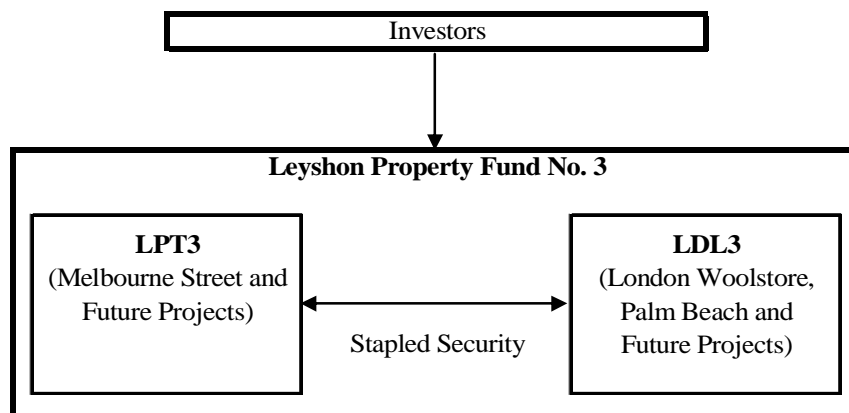 Investors
Leyshon Property Fund No. 3
LPT3
(Melbourne Street and
Future Projects)
Stapled Security
LDL3
(London Woolstore,
Palm Beach and
Future Projects)